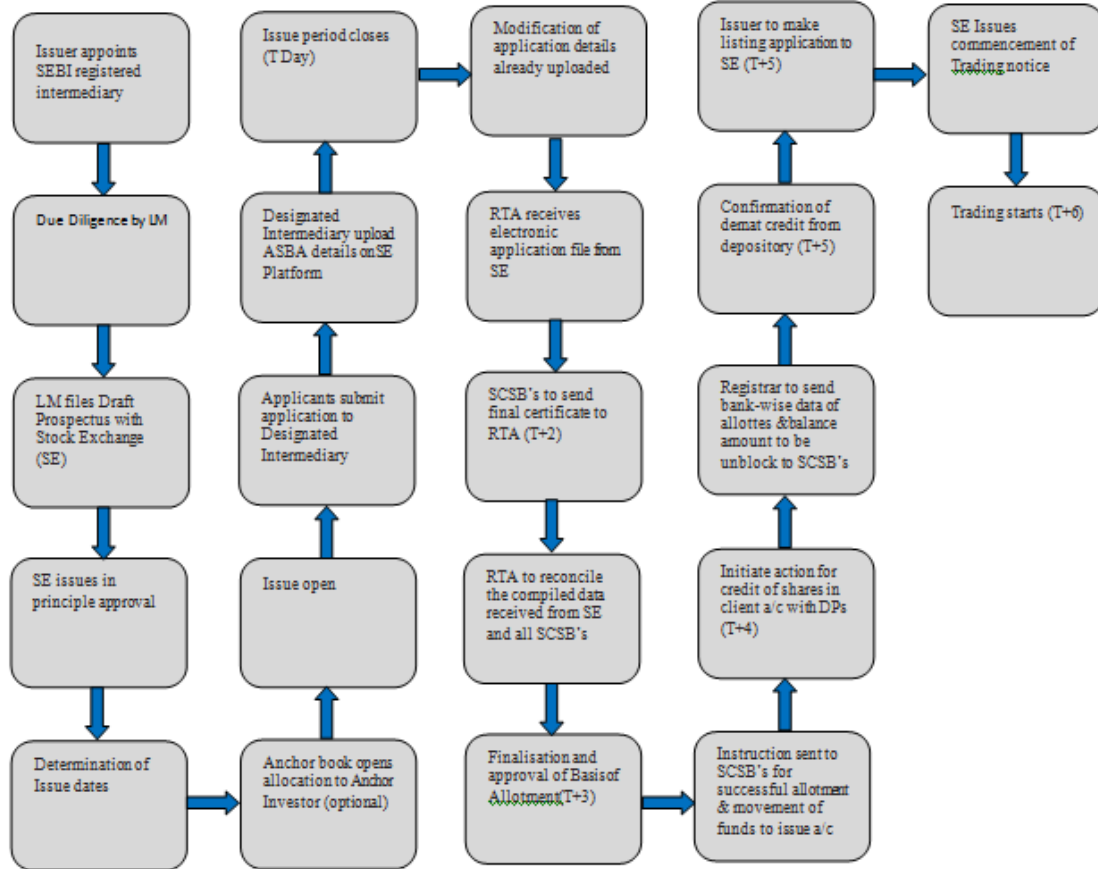 Issuer appoints
SEBI registered
intermediary
Due Diligence by LM
LM files Draft
Prospectus with
Stock Exchange
(SE)
SE issues in
principle approval
Determination of
Issue dates
Anchor book opens
allocation to Anchor
Investor (optional)
Issue open
Applicants submit
application to
Designated
Intermediary
Designated
Intermediary upload
ASBA details on SE
Platform
Issue period closes
(T Day)
Modification of
application details
already uploaded
RTA receives
electronic
application file from
SE
SCSB's to send
final certificate to
RTA (T+2)
RTA to reconcile
the compiled data
received from SE
and all SCSB's
Finalisation and
approval of Basis of
Allotment(T+3)
Instruction sent to
SCSB's for
successful allotment
& movement of
funds to issue a/c
Initiate action for
credit of shares in
client a/c with DPs
(T+4)
Registrar to send
bank-wise data of
allottes &balance
amount to be
unblock to SCSB's
Confirmation of
demat credit from
depository (T+5)
Issuer to make
listing application to
SE (T+5)
SE Issues
commencement of
Trading notice
Trading starts (T+6)